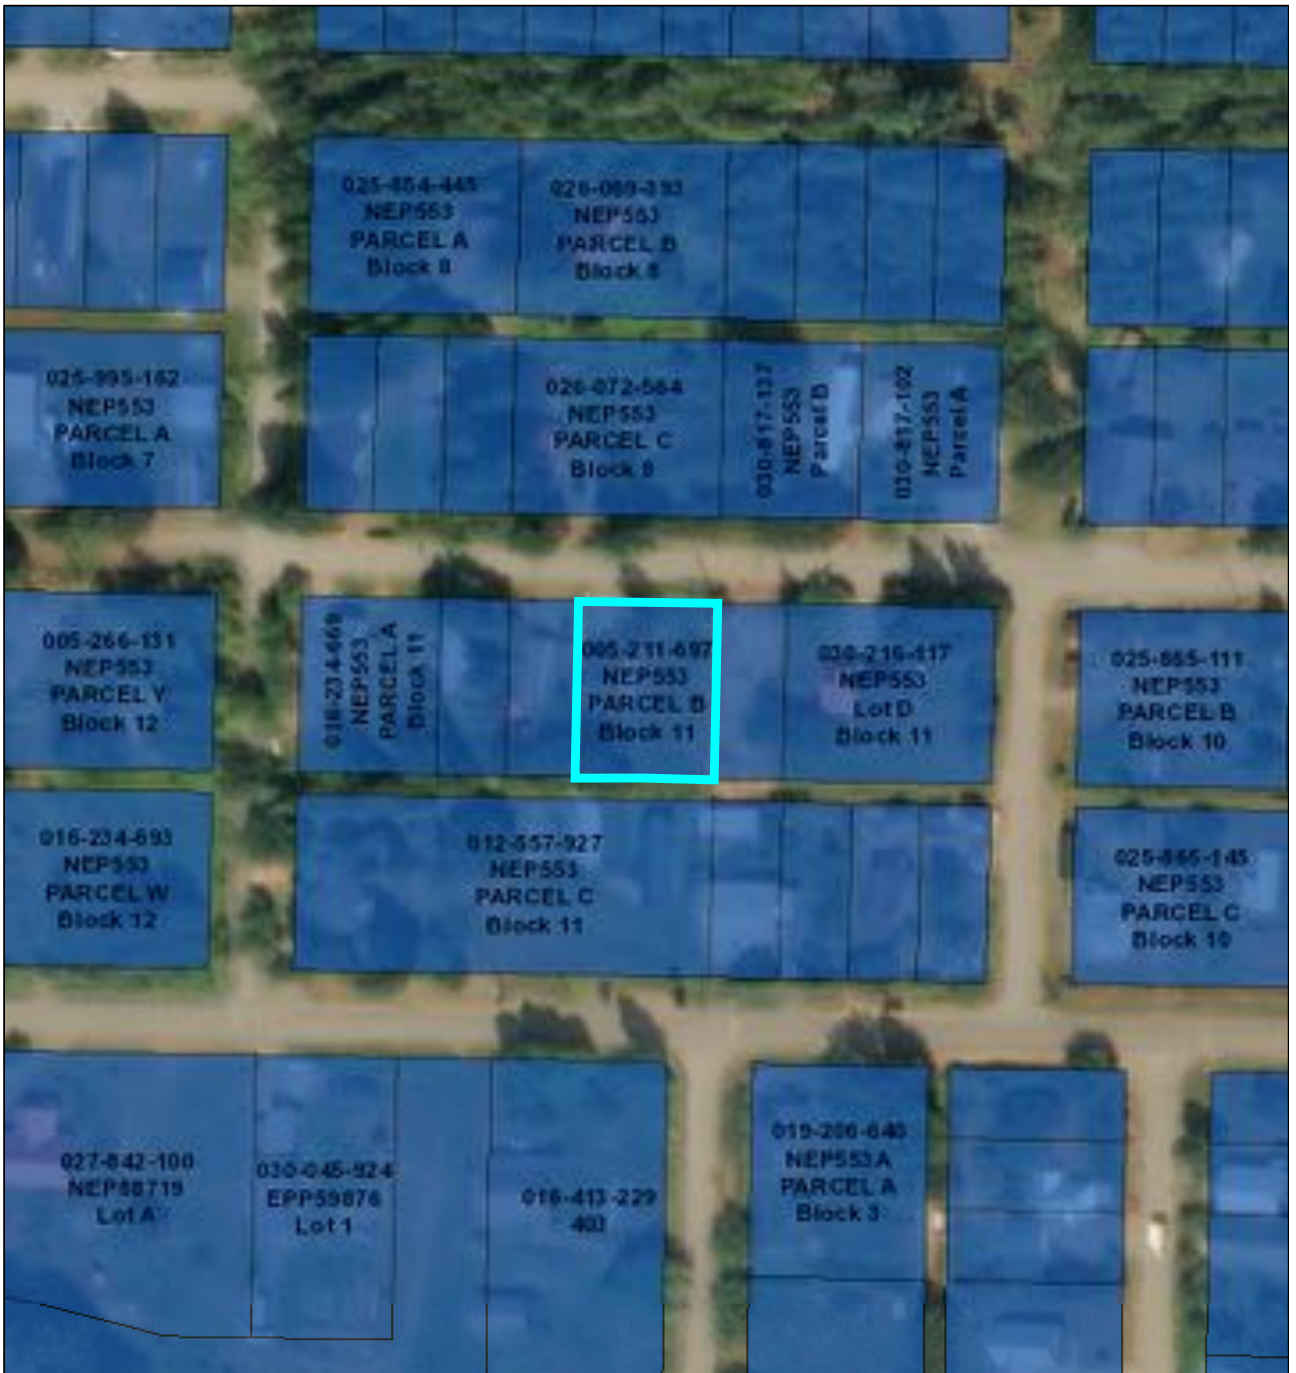 025-854-445
NEP553
PARCEL A
Block 8
026-089-393
NEP553
PARCEL B
Block 8
025-995-162
NEP553
PARCEL A
Block 7
026-072-564
NEP553
PARCEL C
Block 8
030-817-137
NEP553
Parcel B
030-817-102
NEP553
Parcel A
005-266-131
NEP553
PARCEL Y
Block 12
016-234-669
NEP553
PARCEL A
Block 11
005-211-697
NEP553
PARCEL B
Block 11
030-216-117
NEP553
Lot D
Block 11
025-865-111
NEP553
PARCEL B
Block 10
016-234-693
NEP553
PARCEL W
Block 12
012-557-927
NEP553
PARCEL C
Block 11
025-865-145
NEP553
PARCEL C
Block 10
027-842-100
NEP88719
Lot A
030-045-924
EPP59876
Lot 1
016-413-229
403
019-206-640
NEP553A
PARCEL A
Block 3